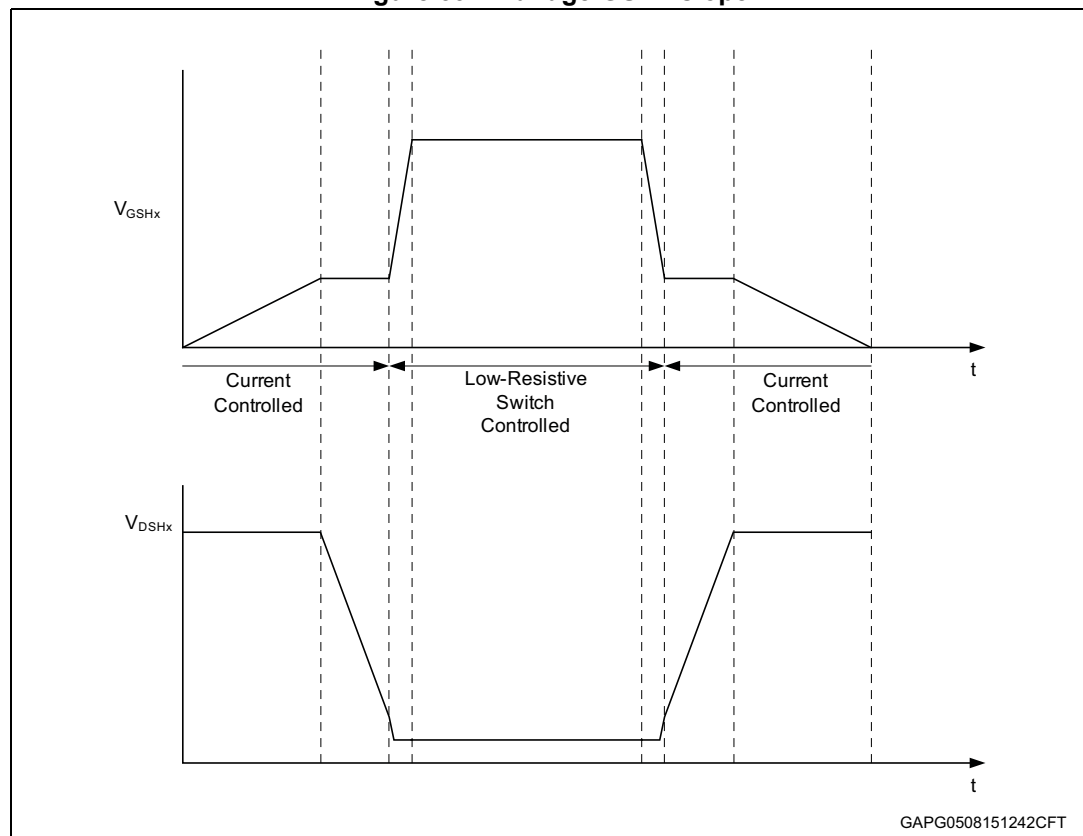 VGSHx
t
Current
Controlled
Low-Resistive
Switch
Controlled
Current
Controlled
VDSHx
t
GAPG0508151242CFT